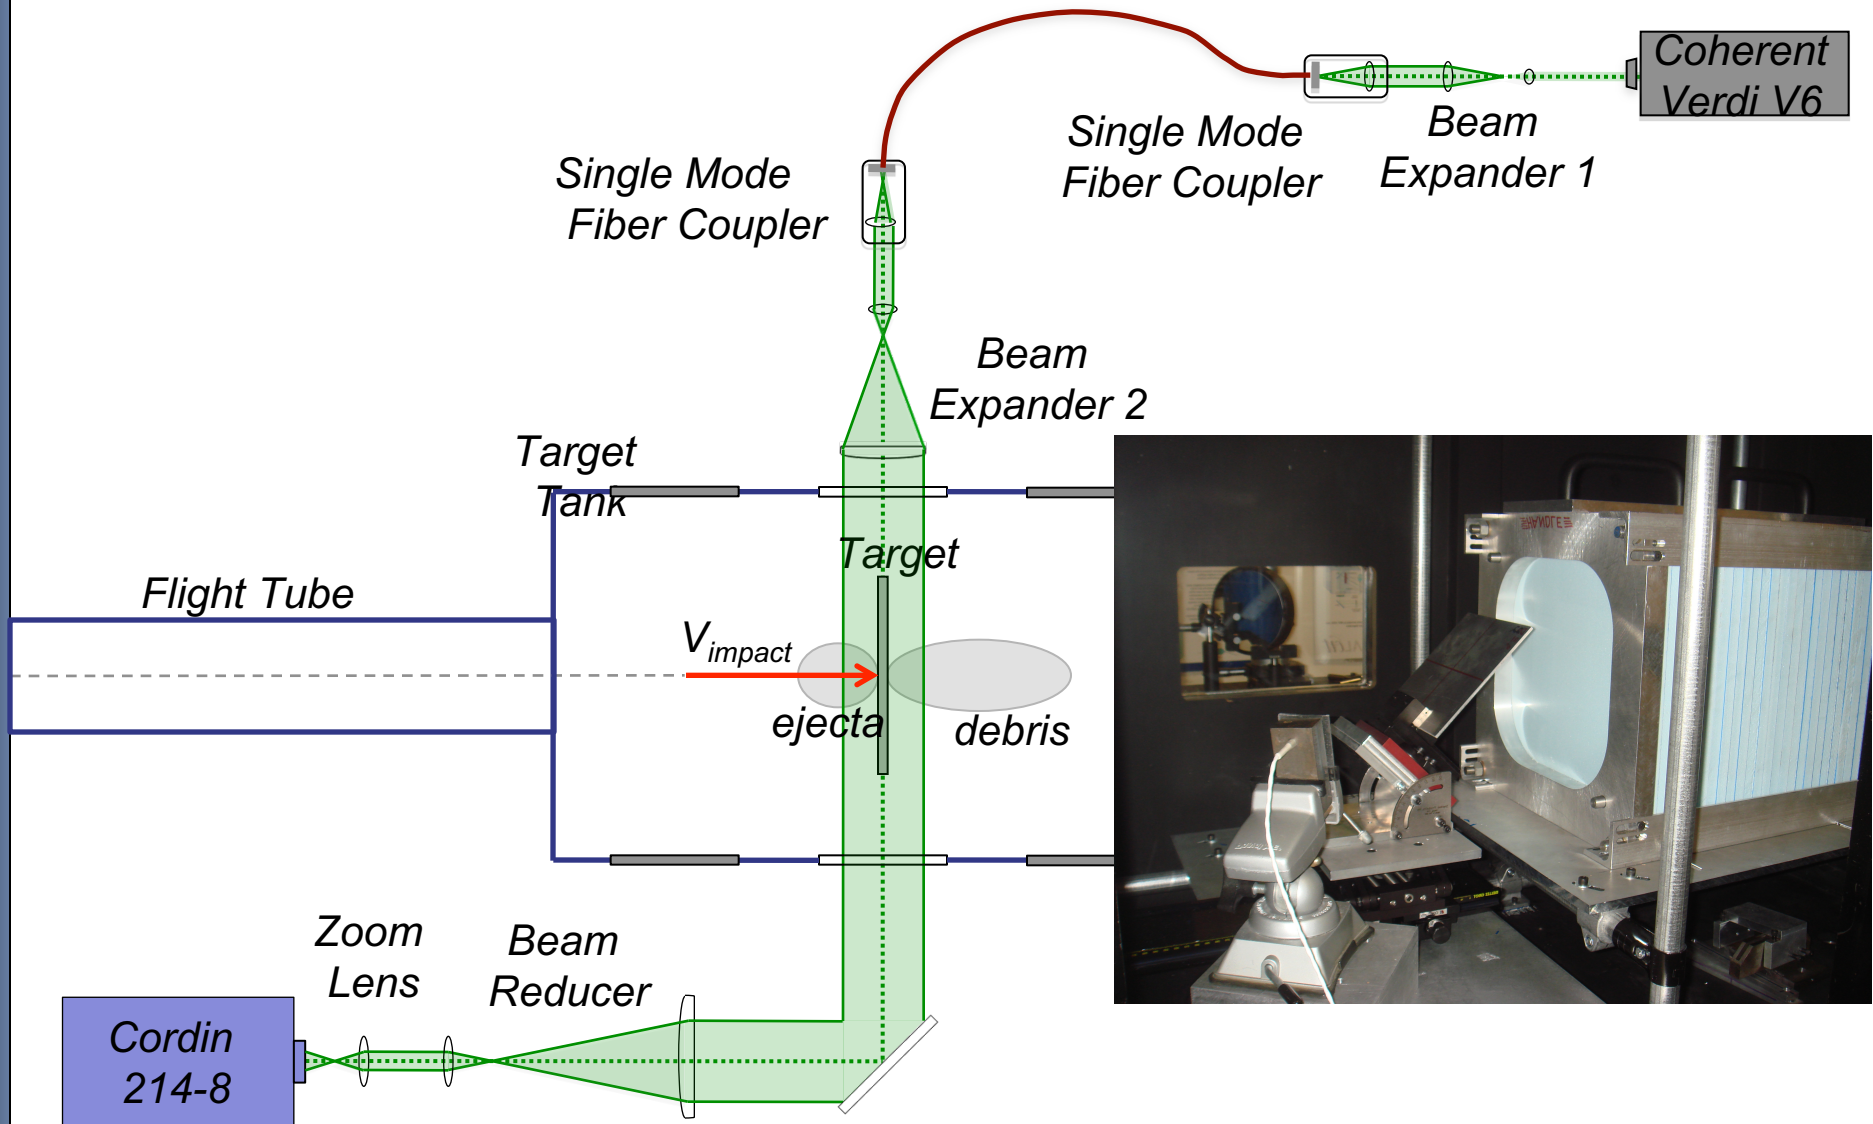 Coherent
Verdi V6
Beam
Expander 1
Single Mode
Fiber Coupler
Single Mode
Fiber Coupler
Beam
Expander 2
Target
Tank
Target
Flight Tube
Vimpact
ejecta
debris
HANDLE
Zoom
Lens
Beam
Reducer
Cordin
214-8